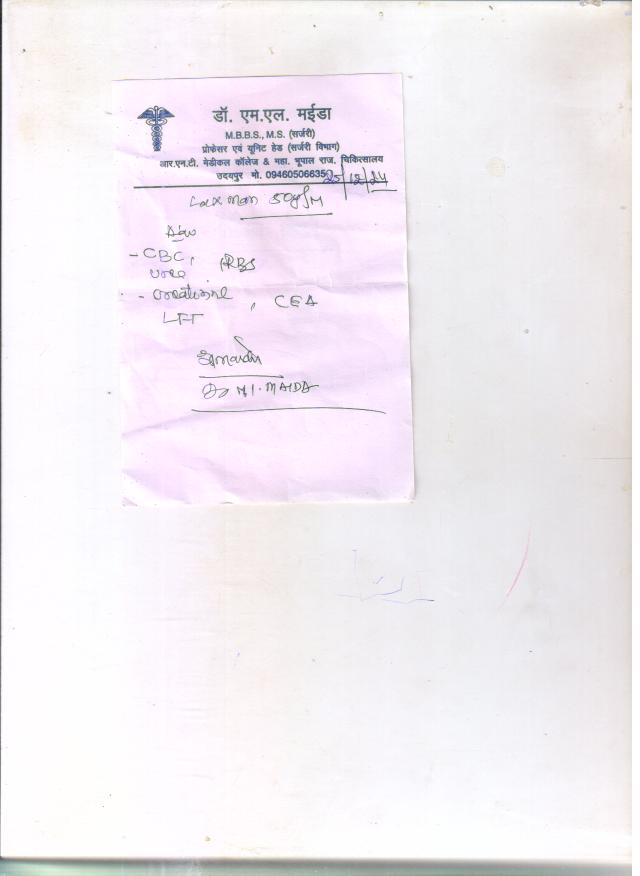 डॉ. एम.एल. मईडा
M.B.B.S., M.S. (सर्जरी)
प्रोफेसर एवं यूनिट हेड (सर्जरी विभाग)
आर.एन.टी. मेडीकल कॉलेज & महा. भूपाल राज. चिकित्सालय
उदयपुर मो. 09460506635
25/12/24
Laxman 50y/M
Adv
- CBC, RBS
urea
- creatinine, CEA
LFT
Dr M.L. MAIDA